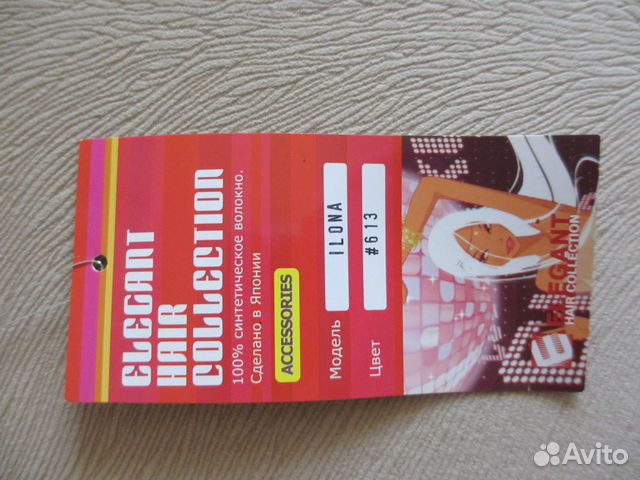 ELEGANT
HAIR
COLLECTION
100% синтетическое волокно.
Сделано в Японии
ACCESSORIES
Модель ILONA
Цвет #613
ELEGANT
HAIR COLLECTION
Avito